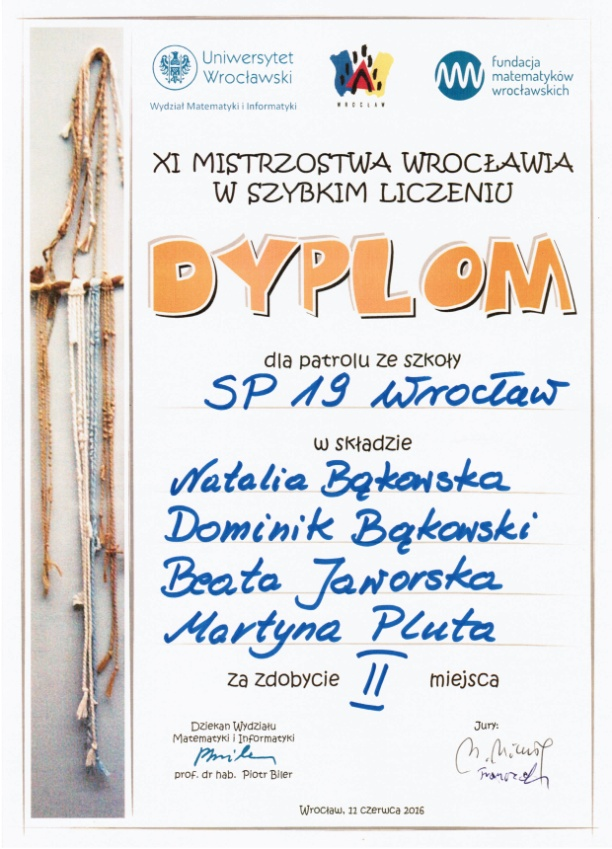 Uniwersytet
Wrocławski
Wydział Matematyki i Informatyki
WROCŁAW
fundacja
matematyków
wrocławskich
XI MISTRZOSTWA WROCŁAWIA
W SZYBKIM LICZENIU
DYPLOM
dla patrolu ze szkoły
SP 19 Wrocław
w składzie
Natalia Bąkowska
Dominik Bąkowski
Beata Jaworska
Martyna Pluta
za zdobycie II miejsca
Dziekan Wydziału
Matematyki i Informatyki
prof. dr hab. Piotr Biler
Jury:
Wrocław, 11 czerwca 2016